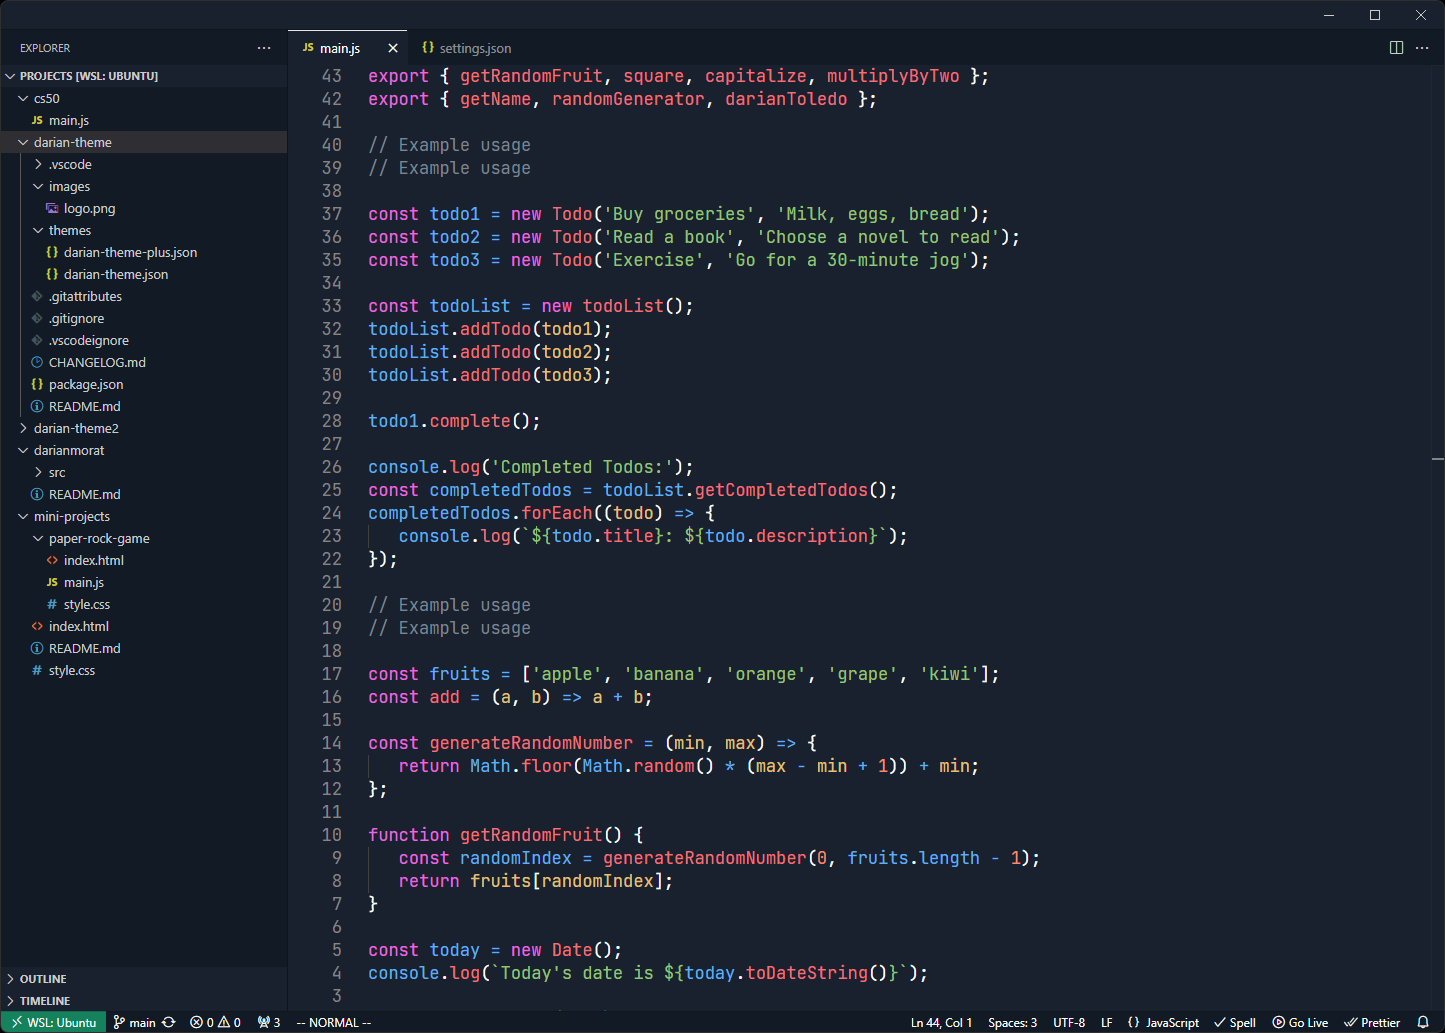 EXPLORER
PROJECTS [WSL: UBUNTU]
cs50
JS main.js
darian-theme
.vscode
images
logo.png
themes
{} darian-theme-plus.json
{} darian-theme.json
.gitattributes
.gitignore
.vscodeignore
CHANGELOG.md
{} package.json
README.md
darian-theme2
darianmorat
src
README.md
mini-projects
paper-rock-game
<> index.html
JS main.js
# style.css
<> index.html
README.md
# style.css
OUTLINE
TIMELINE
JS main.js
{} settings.json
43 export { getRandomFruit, square, capitalize, multiplyByTwo };
42 export { getName, randomGenerator, darianToledo };
41
40 // Example usage
39 // Example usage
38
37 const todo1 = new Todo('Buy groceries', 'Milk, eggs, bread');
36 const todo2 = new Todo('Read a book', 'Choose a novel to read');
35 const todo3 = new Todo('Exercise', 'Go for a 30-minute jog');
34
33 const todoList = new todoList();
32 todoList.addTodo(todo1);
31 todoList.addTodo(todo2);
30 todoList.addTodo(todo3);
29
28 todo1.complete();
27
26 console.log('Completed Todos:');
25 const completedTodos = todoList.getCompletedTodos();
24 completedTodos.forEach((todo) => {
23 console.log(`${todo.title}: ${todo.description}`);
22 });
21
20 // Example usage
19 // Example usage
18
17 const fruits = ['apple', 'banana', 'orange', 'grape', 'kiwi'];
16 const add = (a, b) => a + b;
15
14 const generateRandomNumber = (min, max) => {
13 return Math.floor(Math.random() * (max - min + 1)) + min;
12 };
11
10 function getRandomFruit() {
9 const randomIndex = generateRandomNumber(0, fruits.length - 1);
8 return fruits[randomIndex];
7 }
6
5 const today = new Date();
4 console.log(`Today's date is ${today.toDateString()}`);
3
WSL: Ubuntu main 0 0 3 -- NORMAL -- Ln 44, Col 1 Spaces: 3 UTF-8 LF {} JavaScript Spell Go Live Prettier